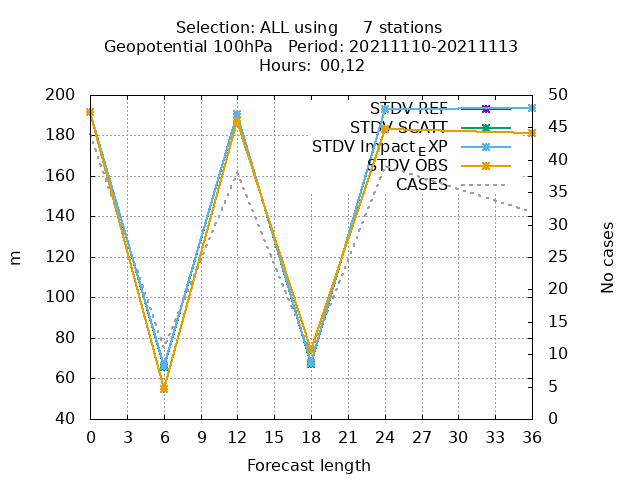 Selection: ALL using 7 stations
Geopotential 100hPa Period: 20211110-20211113
Hours: 00,12
200 180 160 140 120 100 80 60 40
50 45 40 35 30 25 20 15 10 5 0
STDV REF
STDV SCATT
STDV Impact_EXP
STDV OBS
CASES
m
No cases
0 3 6 9 12 15 18 21 24 27 30 33 36
Forecast length